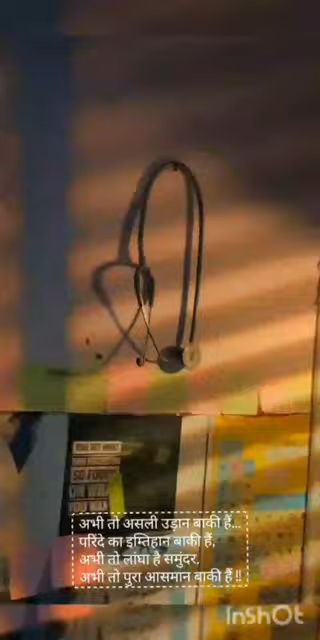 अभी तो असली उड़ान बाकी हैं...
परिंदे का इम्तिहान बाकी हैं,
अभी तो लांघा है समुंदर.
अभी तो पूरा आसमान बाकी हैं !!
InShOt